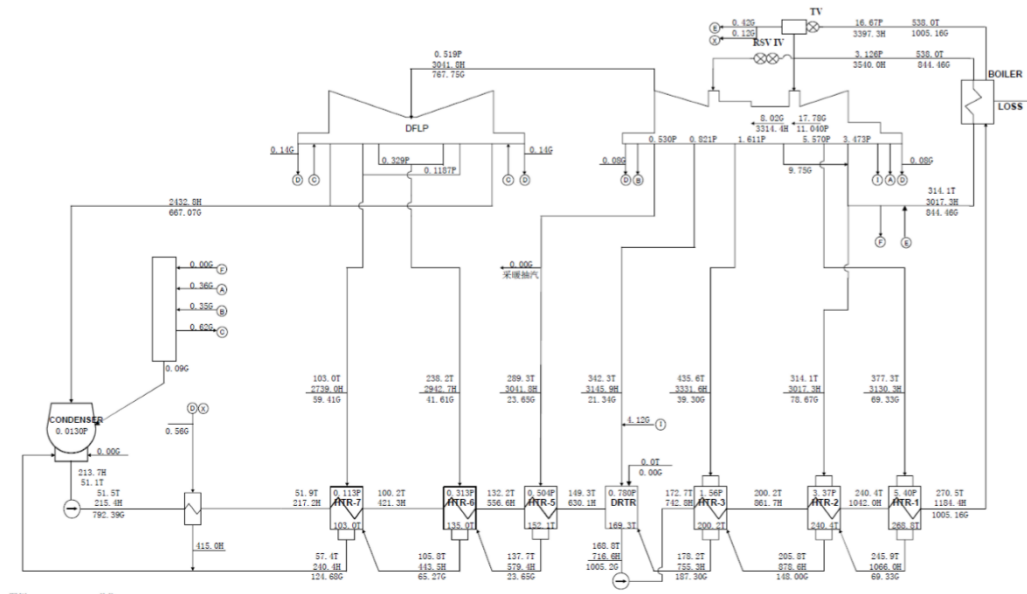 TV
0.42G
E
0.12G
X
16.67P
538.0T
3397.3H
1005.16G
RSV IV
3.126P
538.0T
3540.0H
844.46G
BOILER
LOSS
0.519P
3041.8H
767.75G
DFLP
8.02G
17.78G
3314.4H
11.040P
0.530P
0.821P
1.611P
5.570P
3.473P
0.14G
0.329P
0.1187P
0.14G
D
C
C
D
0.08G
D
B
9.75G
0.08G
I
A
D
314.1T
3017.3H
844.46G
F
E
2432.8H
667.07G
0.00G
F
0.36G
A
0.35G
B
0.62G
C
0.09G
0.00G
采暖抽汽
103.0T
2739.0H
39.41G
238.2T
2942.7H
41.61G
289.3T
3041.8H
23.65G
342.3T
3145.9H
21.34G
435.6T
3331.6H
39.30G
314.1T
3017.3H
78.67G
377.3T
3130.3H
69.33G
4.12G
I
CONDENSER
0.0130P
0.00G
D
X
0.56G
213.7H
51.1T
0.0T
0.00G
51.5T
215.4H
792.39G
51.9T
217.2H
0.113P
HTR-7
103.0T
100.2T
421.3H
0.313P
HTR-6
135.0T
132.2T
556.6H
0.504P
HTR-5
152.1T
149.3T
630.1H
0.780P
DRTR
169.3T
172.7T
742.8H
1.56P
HTR-3
200.2T
200.2T
861.7H
3.37P
HTR-2
240.4T
240.4T
1042.0H
5.40P
HTR-1
268.8T
270.5T
1184.4H
1005.16G
415.0H
57.4T
240.4H
124.68G
105.8T
443.5H
65.27G
137.7T
579.4H
23.65G
168.8T
716.6H
1005.2G
178.2T
755.3H
187.30G
205.8T
878.6H
148.00G
245.9T
1066.0H
69.33G